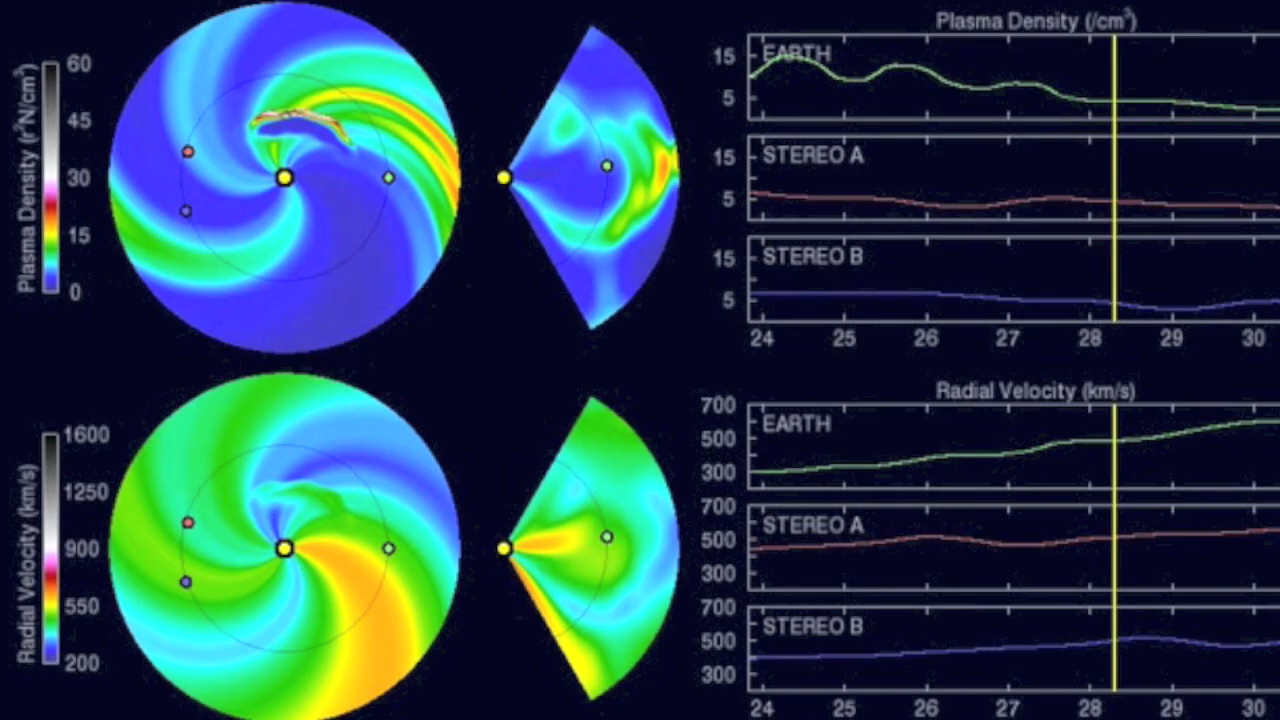 Plasma Density (r²N/cm³)
60
45
30
15
0
Plasma Density (/cm³)
15
5
EARTH
15
5
STEREO A
15
5
STEREO B
24 25 26 27 28 29 30
Radial Velocity (km/s)
1600
1250
900
550
200
Radial Velocity (km/s)
700
500
300
EARTH
700
500
300
STEREO A
700
500
300
STEREO B
24 25 26 27 28 29 30